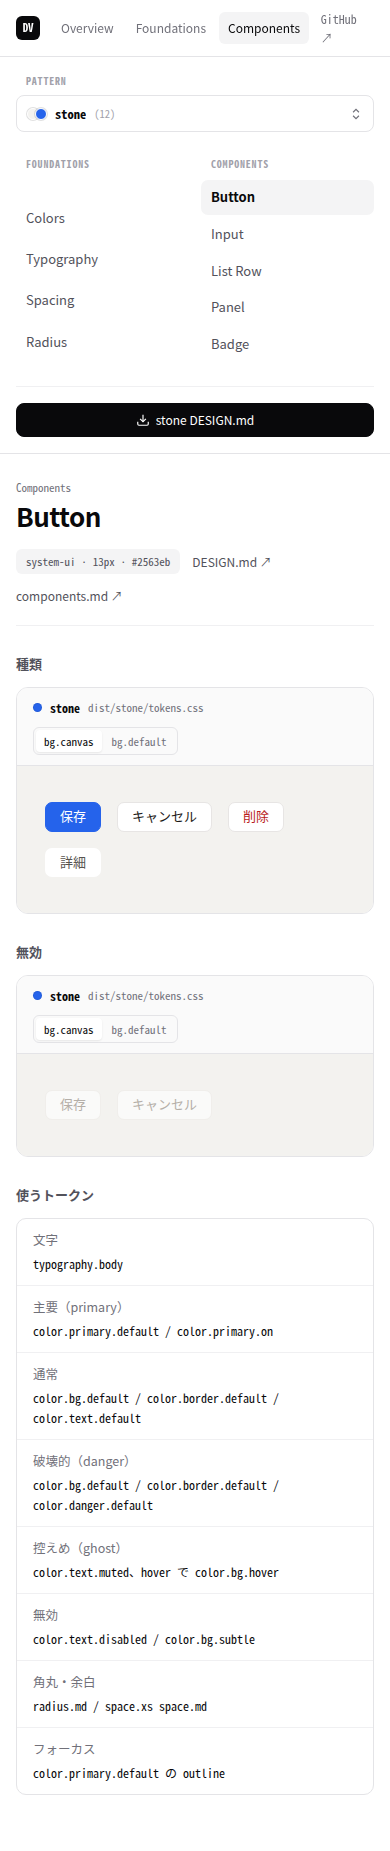 DV Overview Foundations Components GitHub
↗
PATTERN
stone (12)
FOUNDATIONS
Colors
Typography
Spacing
Radius
COMPONENTS
Button
Input
List Row
Panel
Badge
stone DESIGN.md
Components
Button
system-ui · 13px · #2563eb DESIGN.md ↗
components.md ↗
種類
stone dist/stone/tokens.css
bg.canvas bg.default
保存 キャンセル 削除
詳細
無効
stone dist/stone/tokens.css
bg.canvas bg.default
保存 キャンセル
使うトークン
文字
typography.body
主要（primary）
color.primary.default / color.primary.on
通常
color.bg.default / color.border.default /
color.text.default
破壊的（danger）
color.bg.default / color.border.default /
color.danger.default
控えめ（ghost）
color.text.muted、hover で color.bg.hover
無効
color.text.disabled / color.bg.subtle
角丸・余白
radius.md / space.xs space.md
フォーカス
color.primary.default の outline